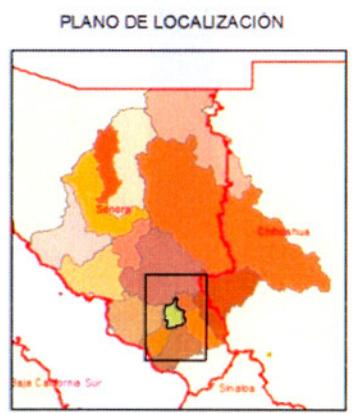 PLANO DE LOCALIZACIÓN
Sonora
Chihuahua
Baja California Sur
Sinaloa